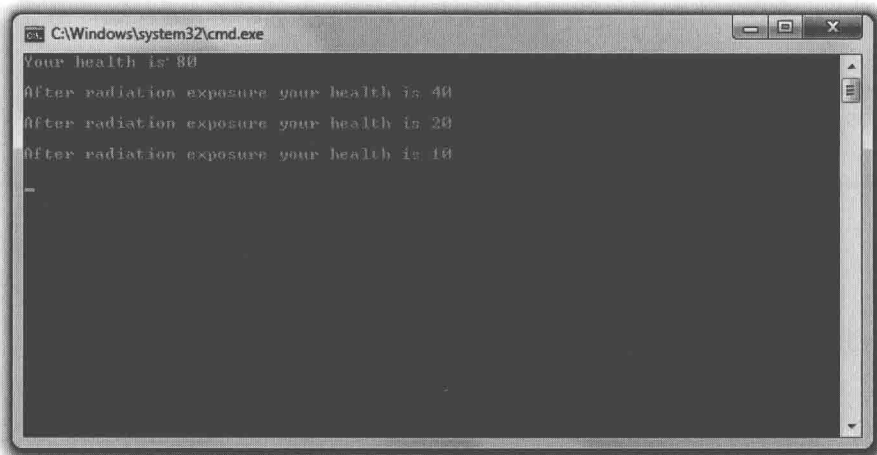 C:\Windows\system32\cmd.exe
Your health is 80
After radiation exposure your health is 40
After radiation exposure your health is 20
After radiation exposure your health is 10